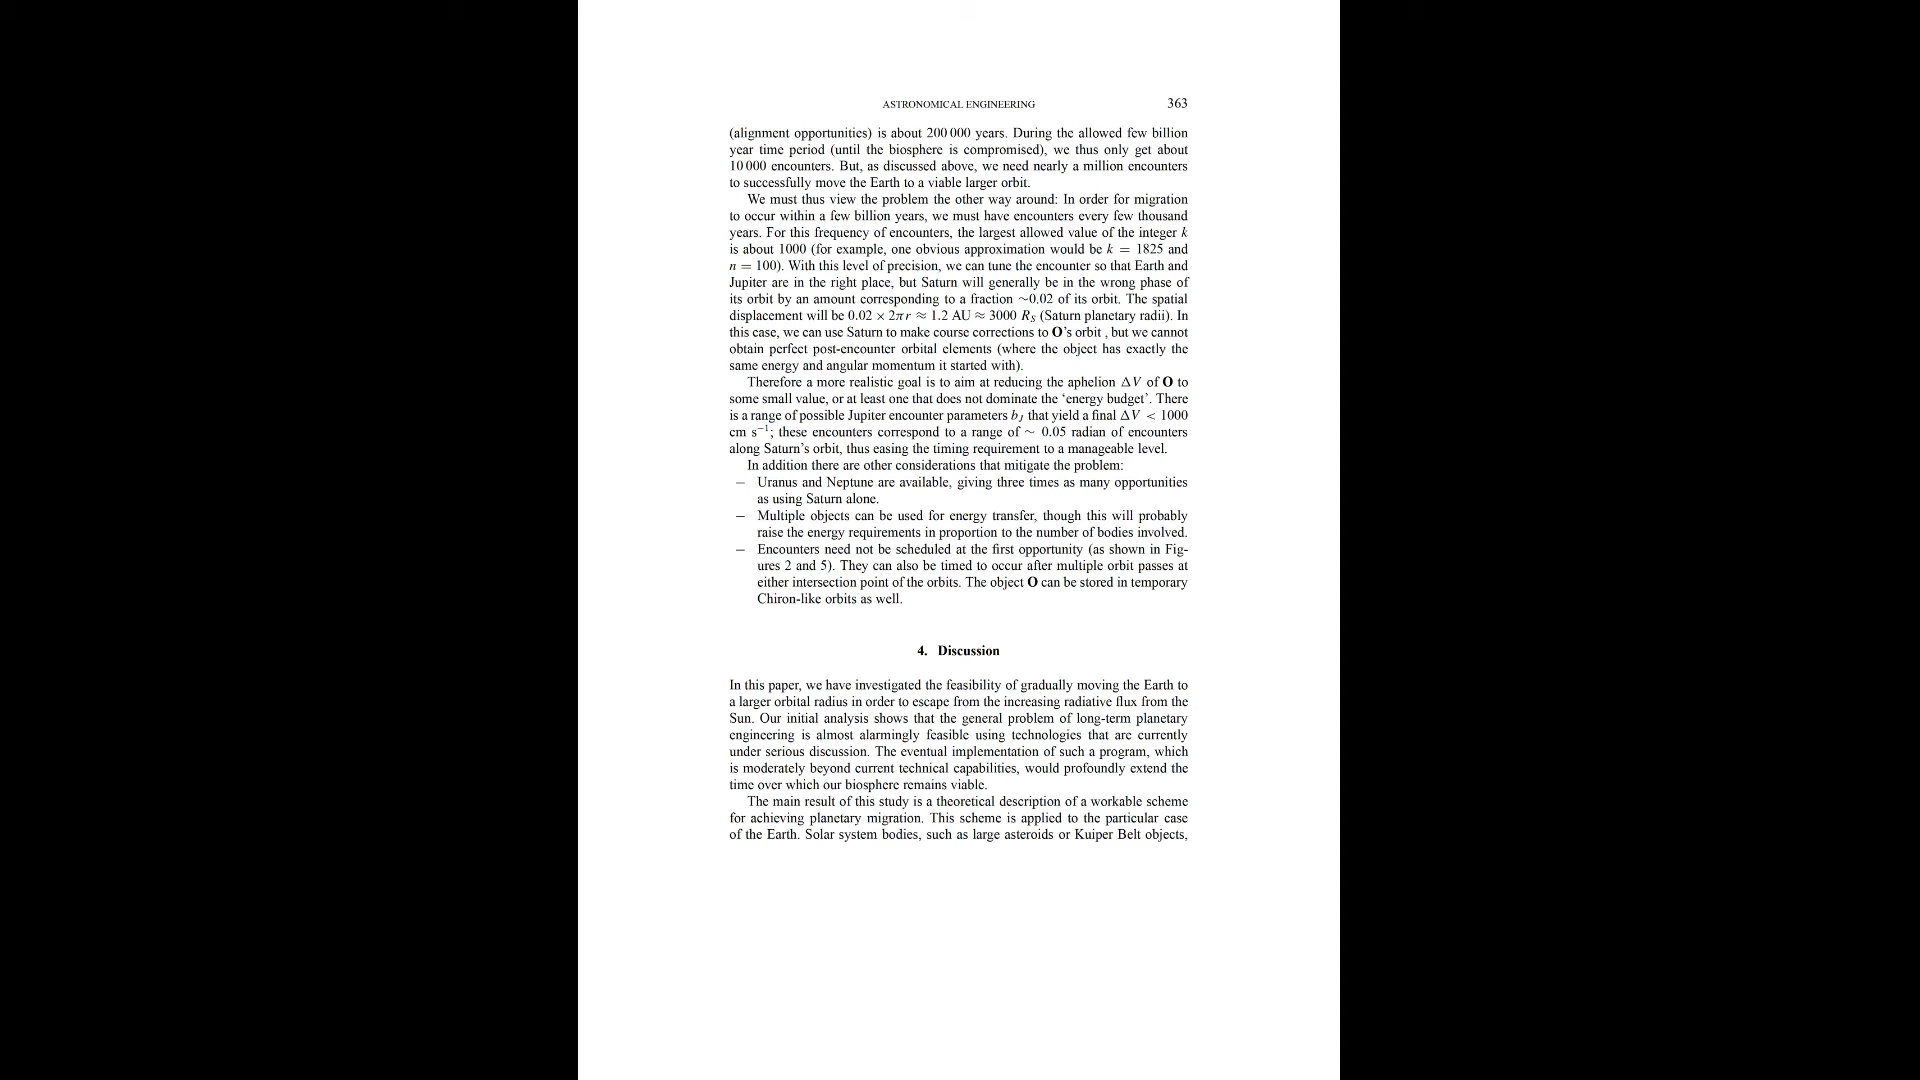 ASTRONOMICAL ENGINEERING 363
(alignment opportunities) is about 200 000 years. During the allowed few billion
year time period (until the biosphere is compromised), we thus only get about
10 000 encounters. But, as discussed above, we need nearly a million encounters
to successfully move the Earth to a viable larger orbit.
We must thus view the problem the other way around: In order for migration
to occur within a few billion years, we must have encounters every few thousand
years. For this frequency of encounters, the largest allowed value of the integer k
is about 1000 (for example, one obvious approximation would be k = 1825 and
n = 100). With this level of precision, we can tune the encounter so that Earth and
Jupiter are in the right place, but Saturn will generally be in the wrong phase of
its orbit by an amount corresponding to a fraction ∼0.02 of its orbit. The spatial
displacement will be 0.02 × 2πr ≈ 1.2 AU ≈ 3000 R_S (Saturn planetary radii). In
this case, we can use Saturn to make course corrections to O's orbit , but we cannot
obtain perfect post-encounter orbital elements (where the object has exactly the
same energy and angular momentum it started with).
Therefore a more realistic goal is to aim at reducing the aphelion ΔV of O to
some small value, or at least one that does not dominate the 'energy budget'. There
is a range of possible Jupiter encounter parameters b_J that yield a final ΔV < 1000
cm s⁻¹; these encounters correspond to a range of ∼ 0.05 radian of encounters
along Saturn's orbit, thus easing the timing requirement to a manageable level.
In addition there are other considerations that mitigate the problem:
– Uranus and Neptune are available, giving three times as many opportunities
as using Saturn alone.
– Multiple objects can be used for energy transfer, though this will probably
raise the energy requirements in proportion to the number of bodies involved.
– Encounters need not be scheduled at the first opportunity (as shown in Fig-
ures 2 and 5). They can also be timed to occur after multiple orbit passes at
either intersection point of the orbits. The object O can be stored in temporary
Chiron-like orbits as well.
4. Discussion
In this paper, we have investigated the feasibility of gradually moving the Earth to
a larger orbital radius in order to escape from the increasing radiative flux from the
Sun. Our initial analysis shows that the general problem of long-term planetary
engineering is almost alarmingly feasible using technologies that are currently
under serious discussion. The eventual implementation of such a program, which
is moderately beyond current technical capabilities, would profoundly extend the
time over which our biosphere remains viable.
The main result of this study is a theoretical description of a workable scheme
for achieving planetary migration. This scheme is applied to the particular case
of the Earth. Solar system bodies, such as large asteroids or Kuiper Belt objects,